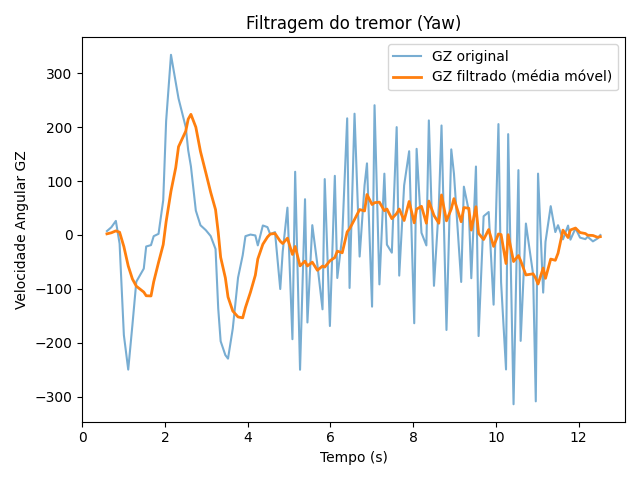 Filtragem do tremor (Yaw)
GZ original
GZ filtrado (média móvel)
Velocidade Angular GZ
300
200
100
0
−100
−200
−300
0 2 4 6 8 10 12
Tempo (s)